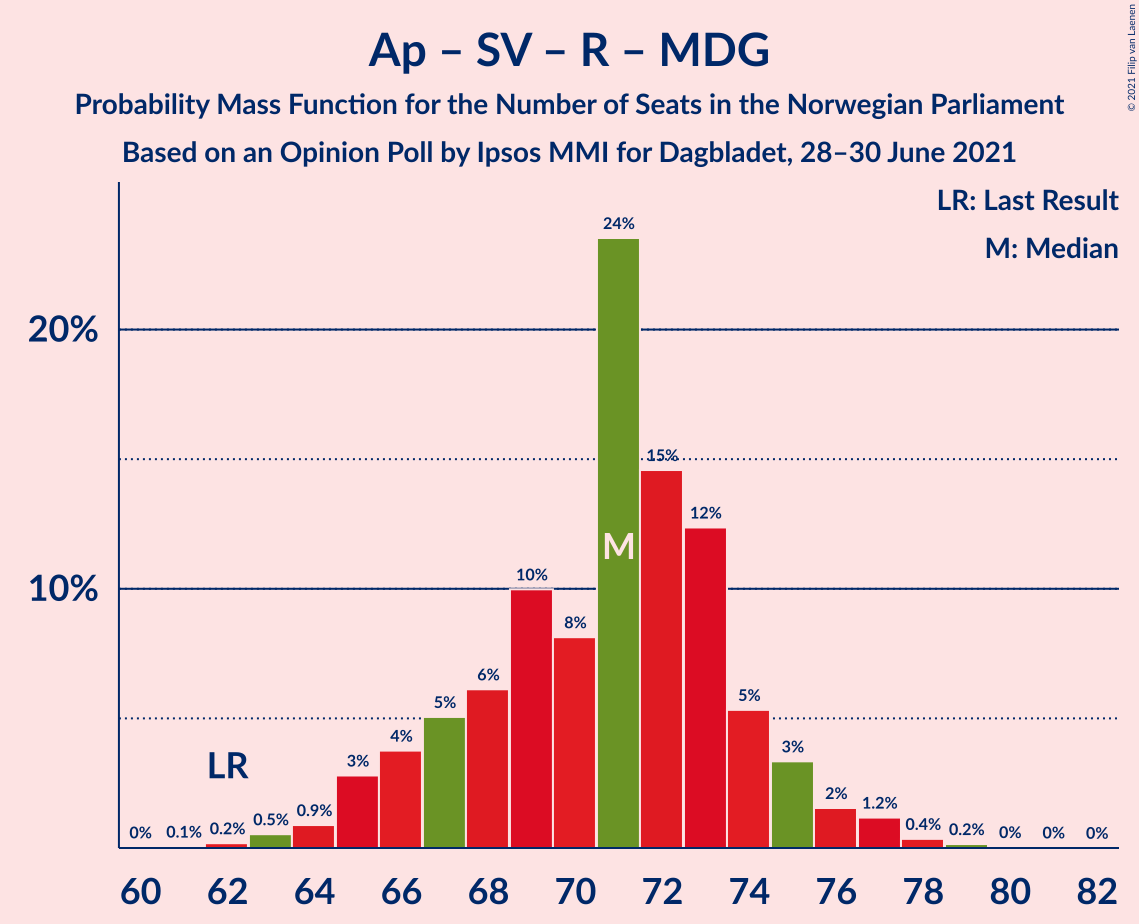 Ap – SV – R – MDG
Probability Mass Function for the Number of Seats in the Norwegian Parliament
Based on an Opinion Poll by Ipsos MMI for Dagbladet, 28–30 June 2021
© 2021 Filip van Laenen
LR: Last Result
M: Median
20%
10%
0%
0.1%
0.2%
0.5%
0.9%
3%
4%
5%
6%
10%
8%
24%
15%
12%
5%
3%
2%
1.2%
0.4%
0.2%
0%
0%
0%
LR
M
60 62 64 66 68 70 72 74 76 78 80 82